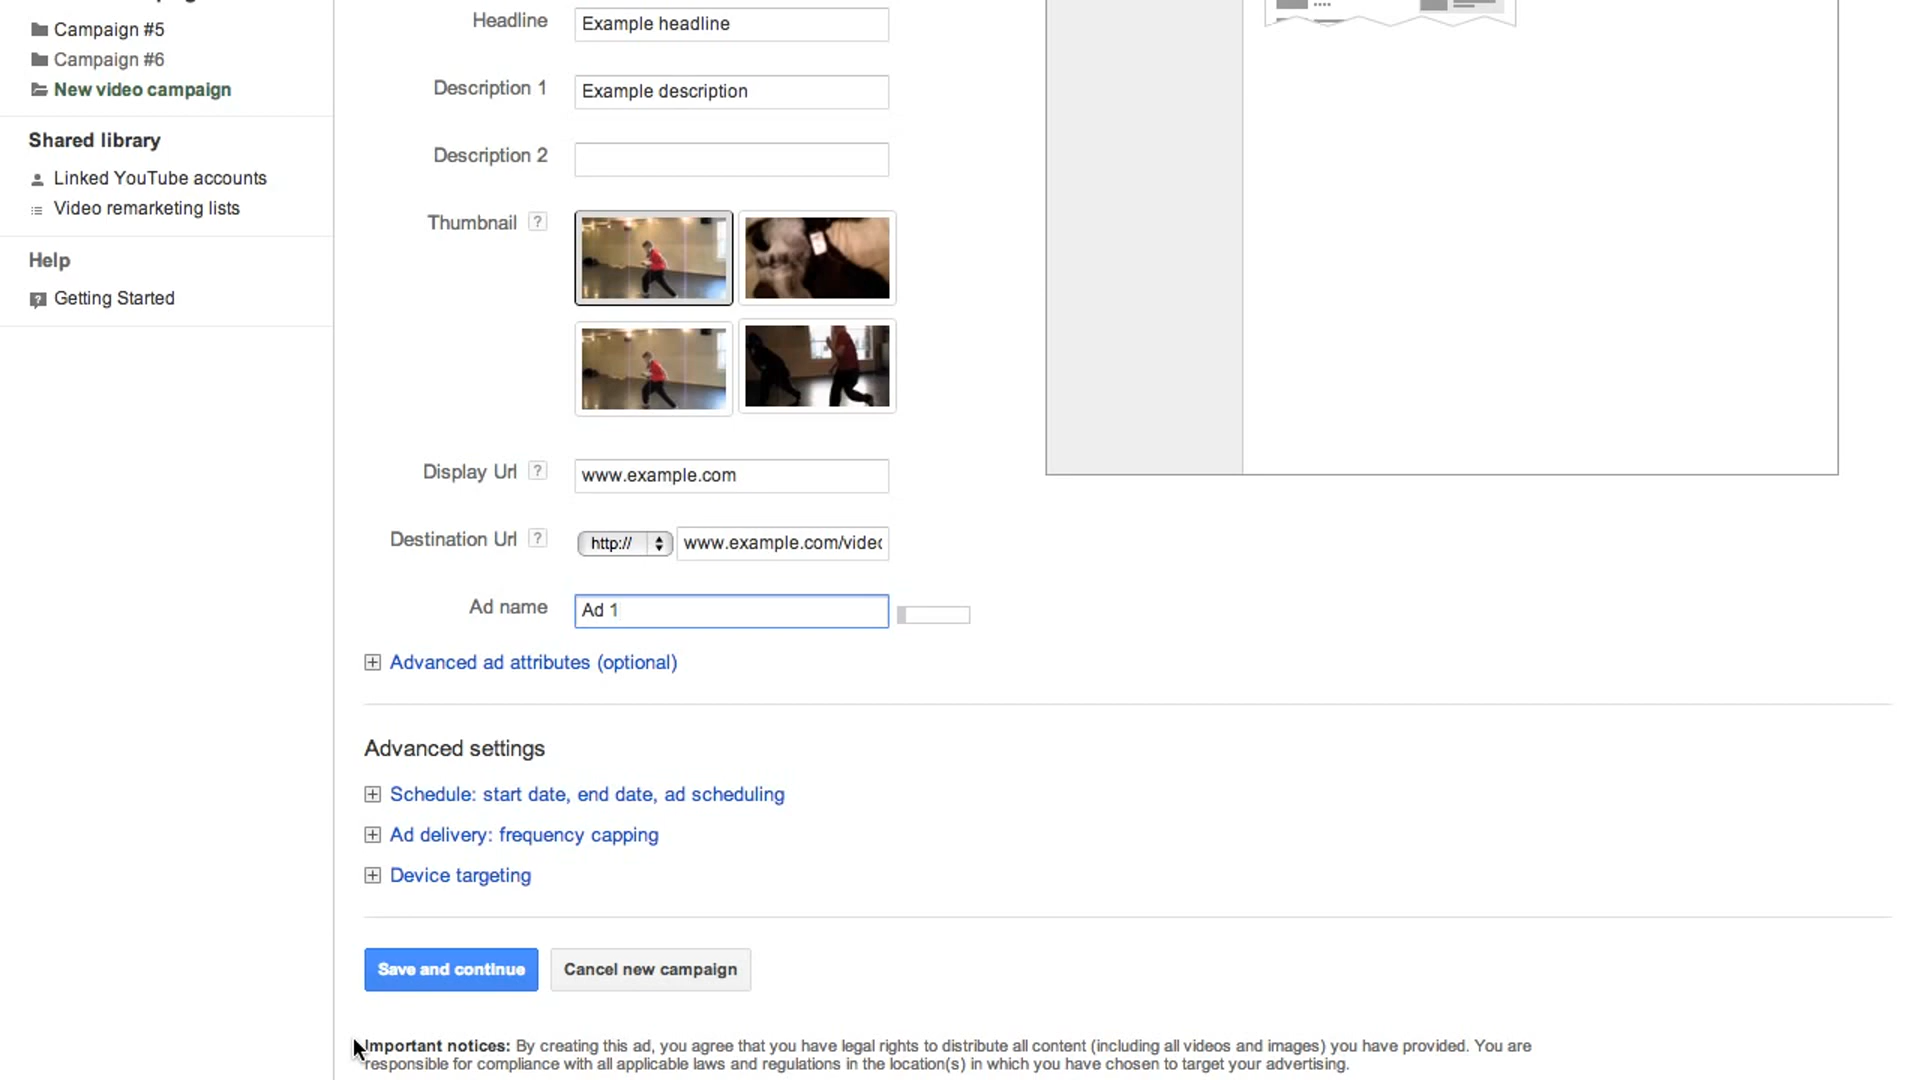 Campaign #5
Campaign #6
New video campaign
Shared library
Linked YouTube accounts
Video remarketing lists
Help
Getting Started
Headline
Example headline
Description 1
Example description
Description 2
Thumbnail ?
Display Url ?
www.example.com
Destination Url ?
http://
www.example.com/videc
Ad name
Ad 1
Advanced ad attributes (optional)
Advanced settings
Schedule: start date, end date, ad scheduling
Ad delivery: frequency capping
Device targeting
Save and continue
Cancel new campaign
Important notices: By creating this ad, you agree that you have legal rights to distribute all content (including all videos and images) you have provided. You are
responsible for compliance with all applicable laws and regulations in the location(s) in which you have chosen to target your advertising.